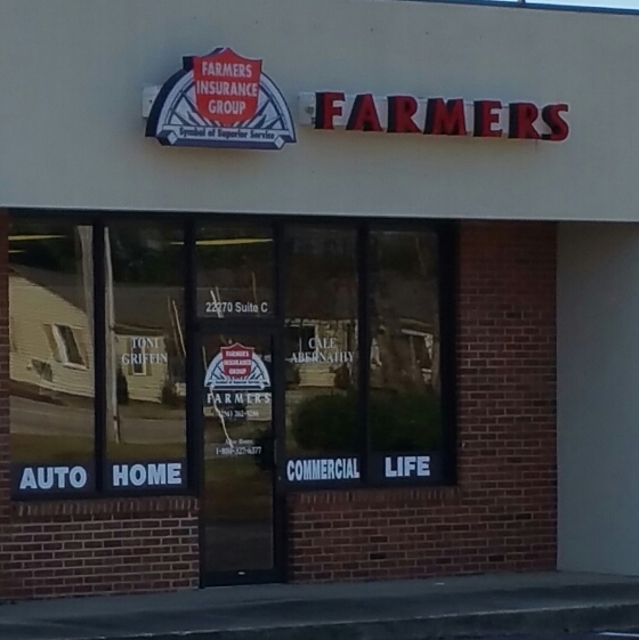 FARMERS
INSURANCE
GROUP
Symbol of Superior Service
FARMERS
22270 Suite C
TONI
GRIFFIN
CALE
ABERNATHY
FARMERS
INSURANCE
GROUP
FARMERS
AUTO
HOME
COMMERCIAL
LIFE